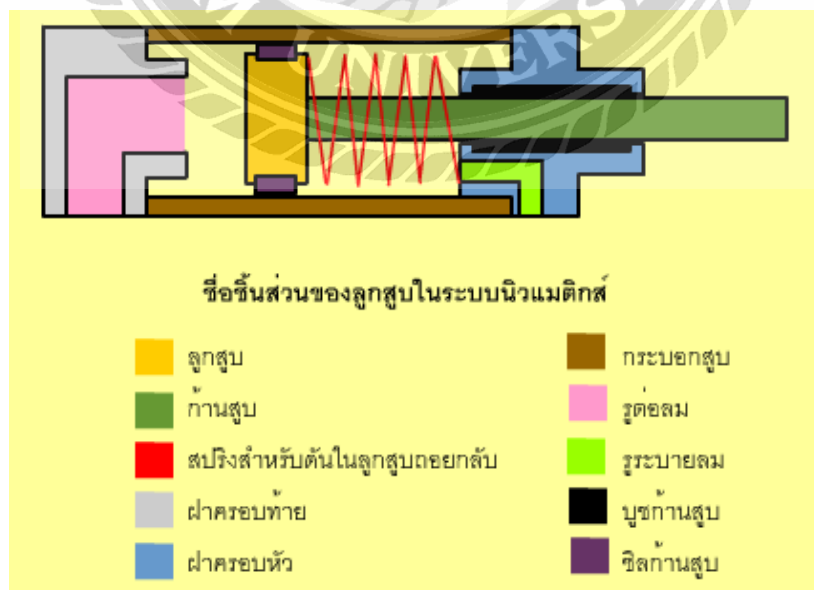 UNIVERS
ชื่อชิ้นส่วนของลูกสูบในระบบนิวแมติกส์
ลูกสูบ
ก้านสูบ
สปริงสำหรับดันในลูกสูบถอยกลับ
ฝาครอบท้าย
ฝาครอบหัว
กระบอกสูบ
รูต่อลม
รูระบายลม
บูชก้านสูบ
ซิลก้านสูบ